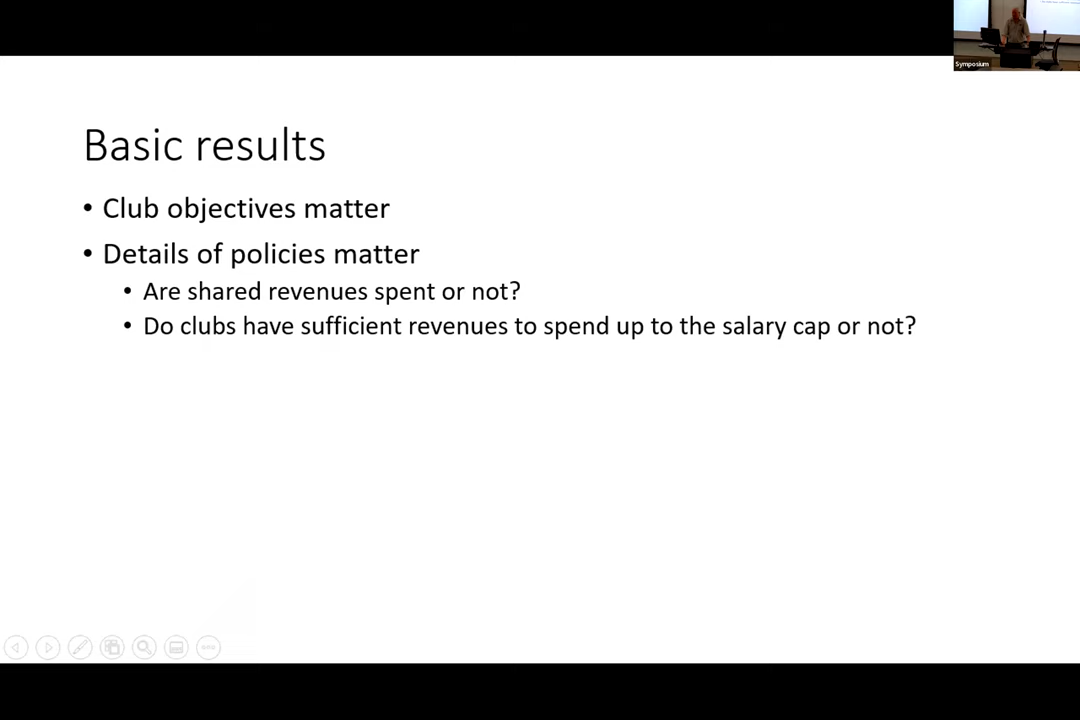 Symposium
Basic results
• Club objectives matter
• Details of policies matter
• Are shared revenues spent or not?
• Do clubs have sufficient revenues to spend up to the salary cap or not?